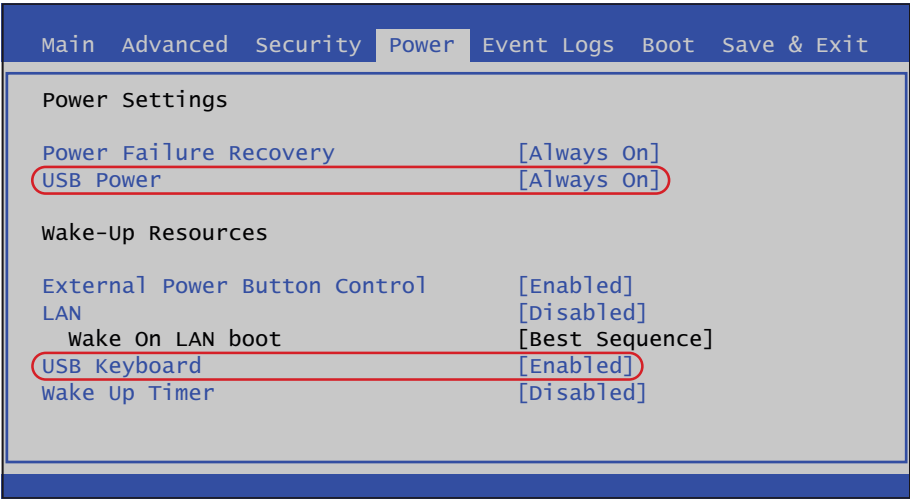 Main Advanced Security Power Event Logs Boot Save & Exit
Power Settings
Power Failure Recovery [Always On]
USB Power [Always On]
Wake-Up Resources
External Power Button Control [Enabled]
LAN [Disabled]
Wake On LAN boot [Best Sequence]
USB Keyboard [Enabled]
Wake Up Timer [Disabled]